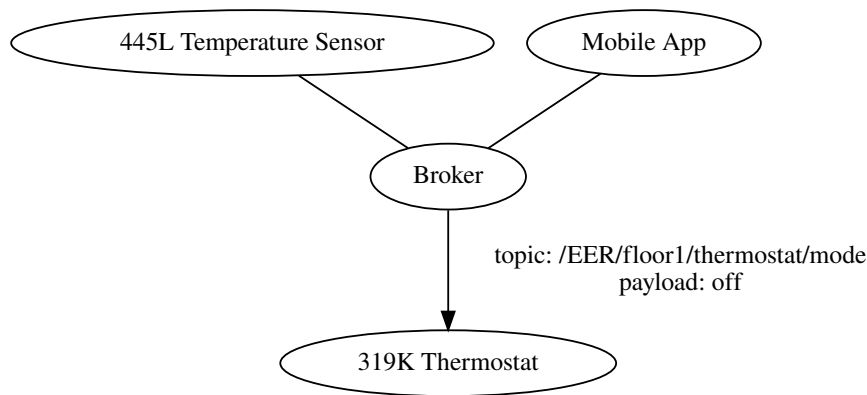 445L Temperature Sensor
Mobile App
Broker
topic: /EER/floor1/thermostat/mode
payload: off
319K Thermostat